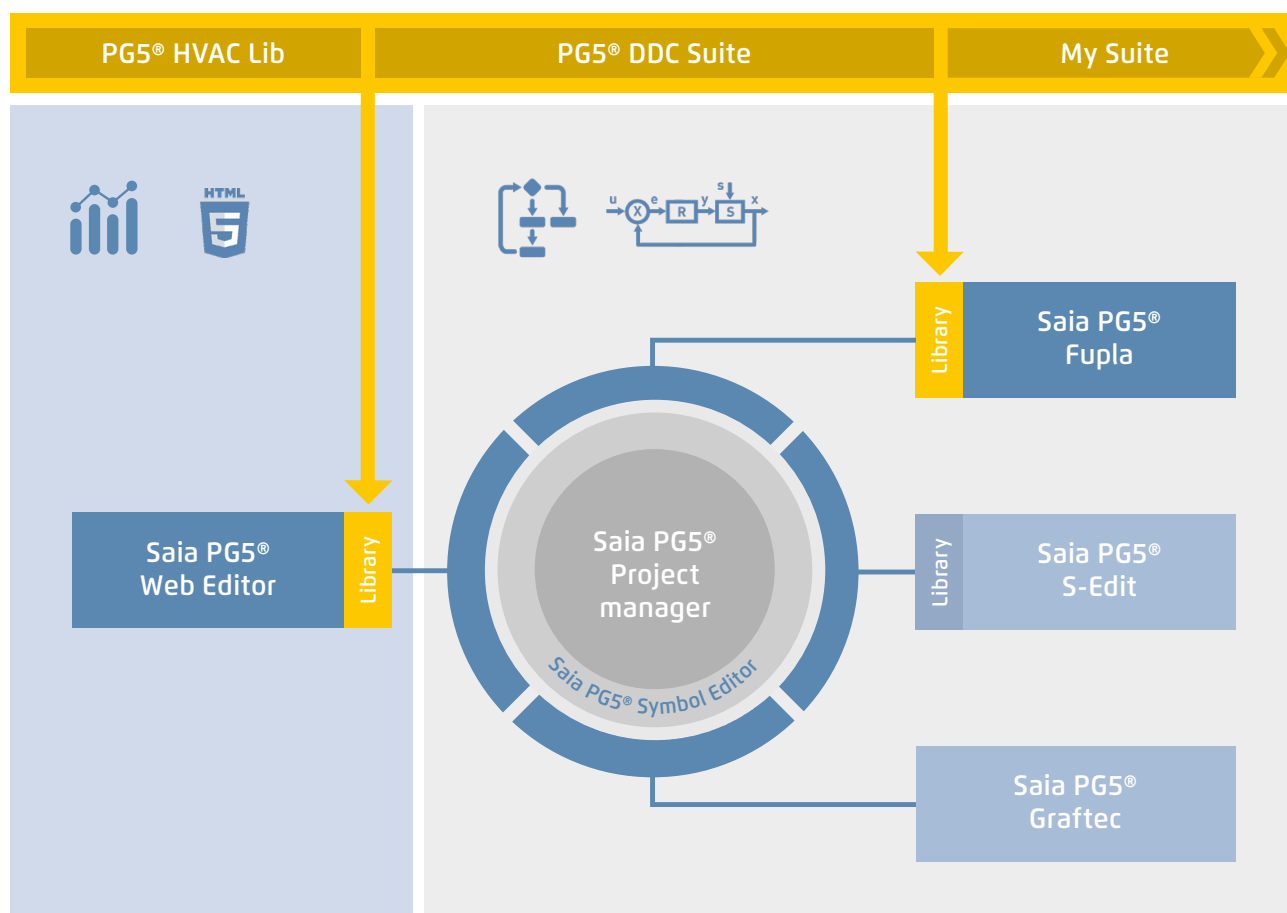 PG5® HVAC Lib
PG5® DDC Suite
My Suite
HTML
5
u
e
y
s
x
X
R
S
Library
Saia PG5®
Fupla
Saia PG5®
Web Editor
Library
Saia PG5®
Project
manager
Saia PG5® Symbol Editor
Library
Saia PG5®
S-Edit
Saia PG5®
Graftec